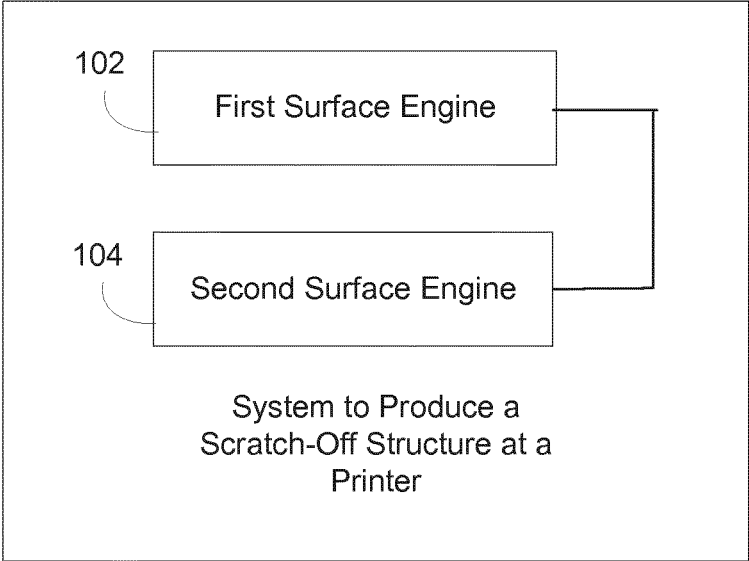 102
First Surface Engine
104
Second Surface Engine
System to Produce a
Scratch-Off Structure at a
Printer